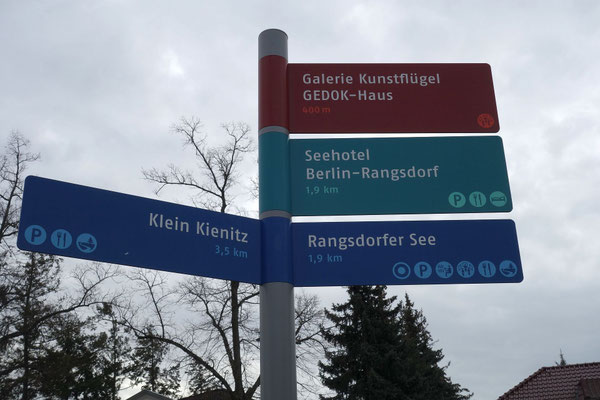 Galerie Kunstflügel
GEDOK-Haus
400 m
Seehotel
Berlin-Rangsdorf
1,9 km
Klein Kienitz
3,5 km
Rangsdorfer See
1,9 km